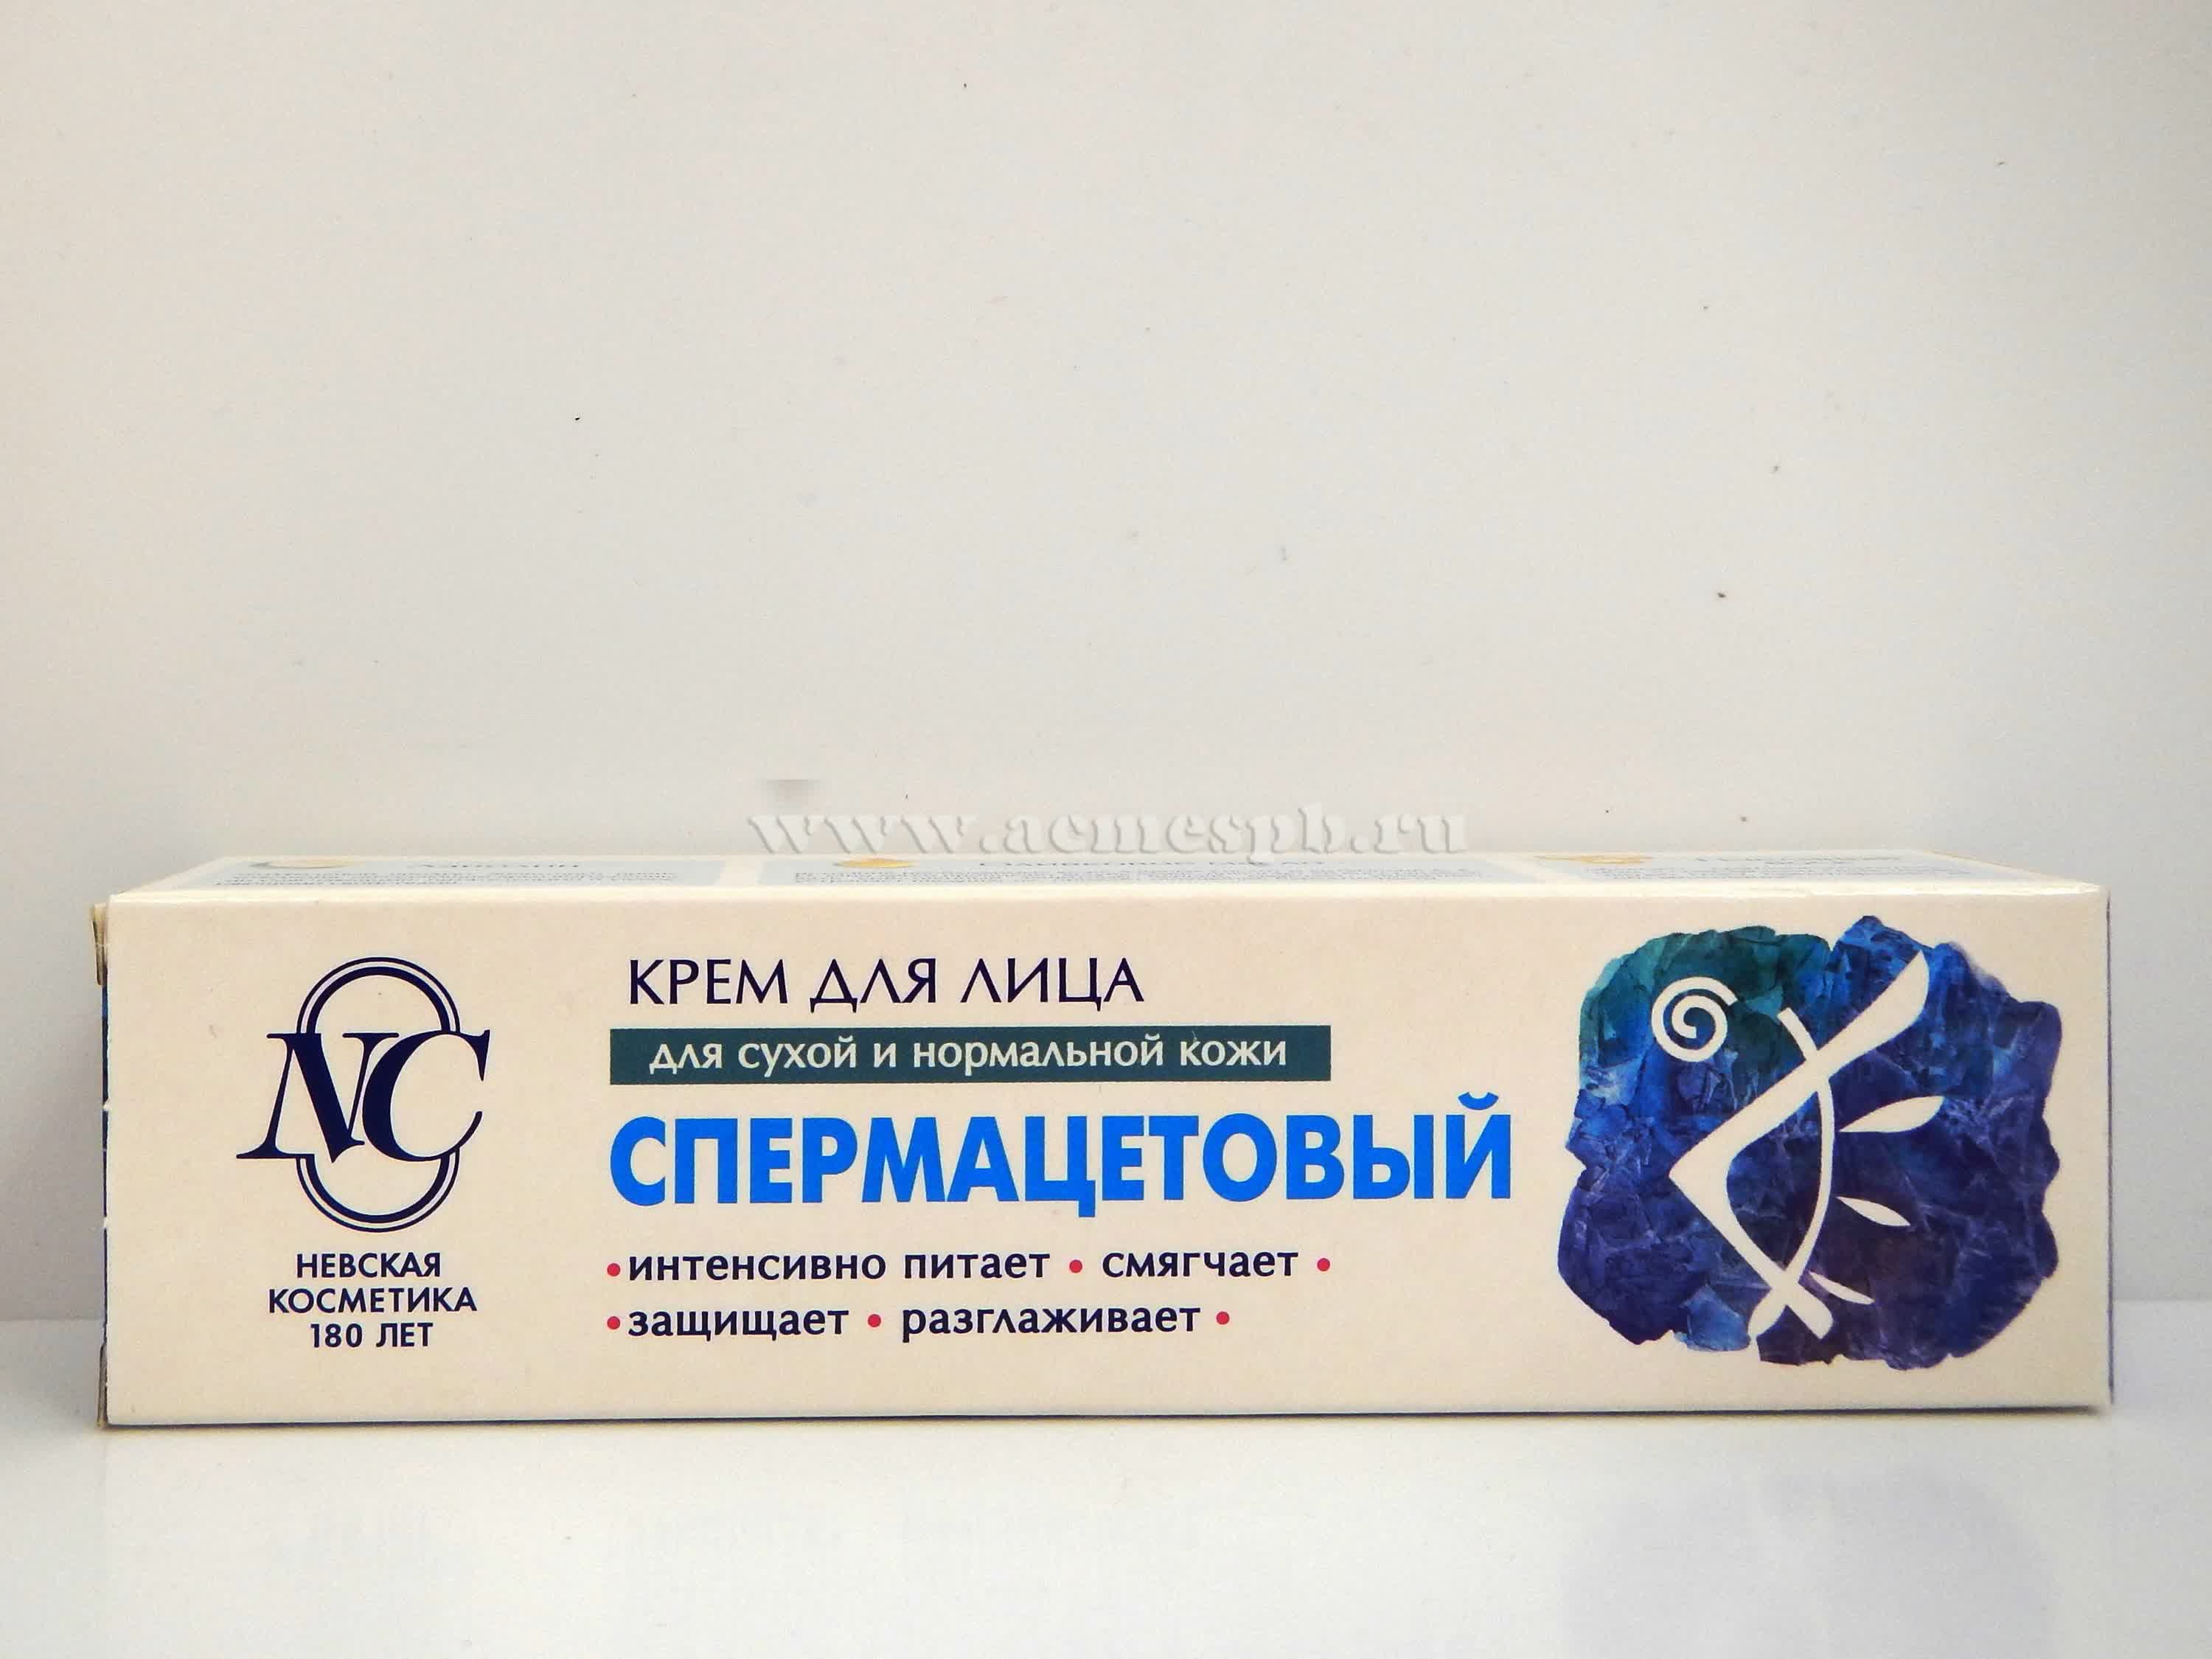 www.acmespb.ru
NC
НЕВСКАЯ
КОСМЕТИКА
180 ЛЕТ
КРЕМ ДЛЯ ЛИЦА
для сухой и нормальной кожи
СПЕРМАЦЕТОВЫЙ
•интенсивно питает • смягчает •
•защищает • разглаживает •